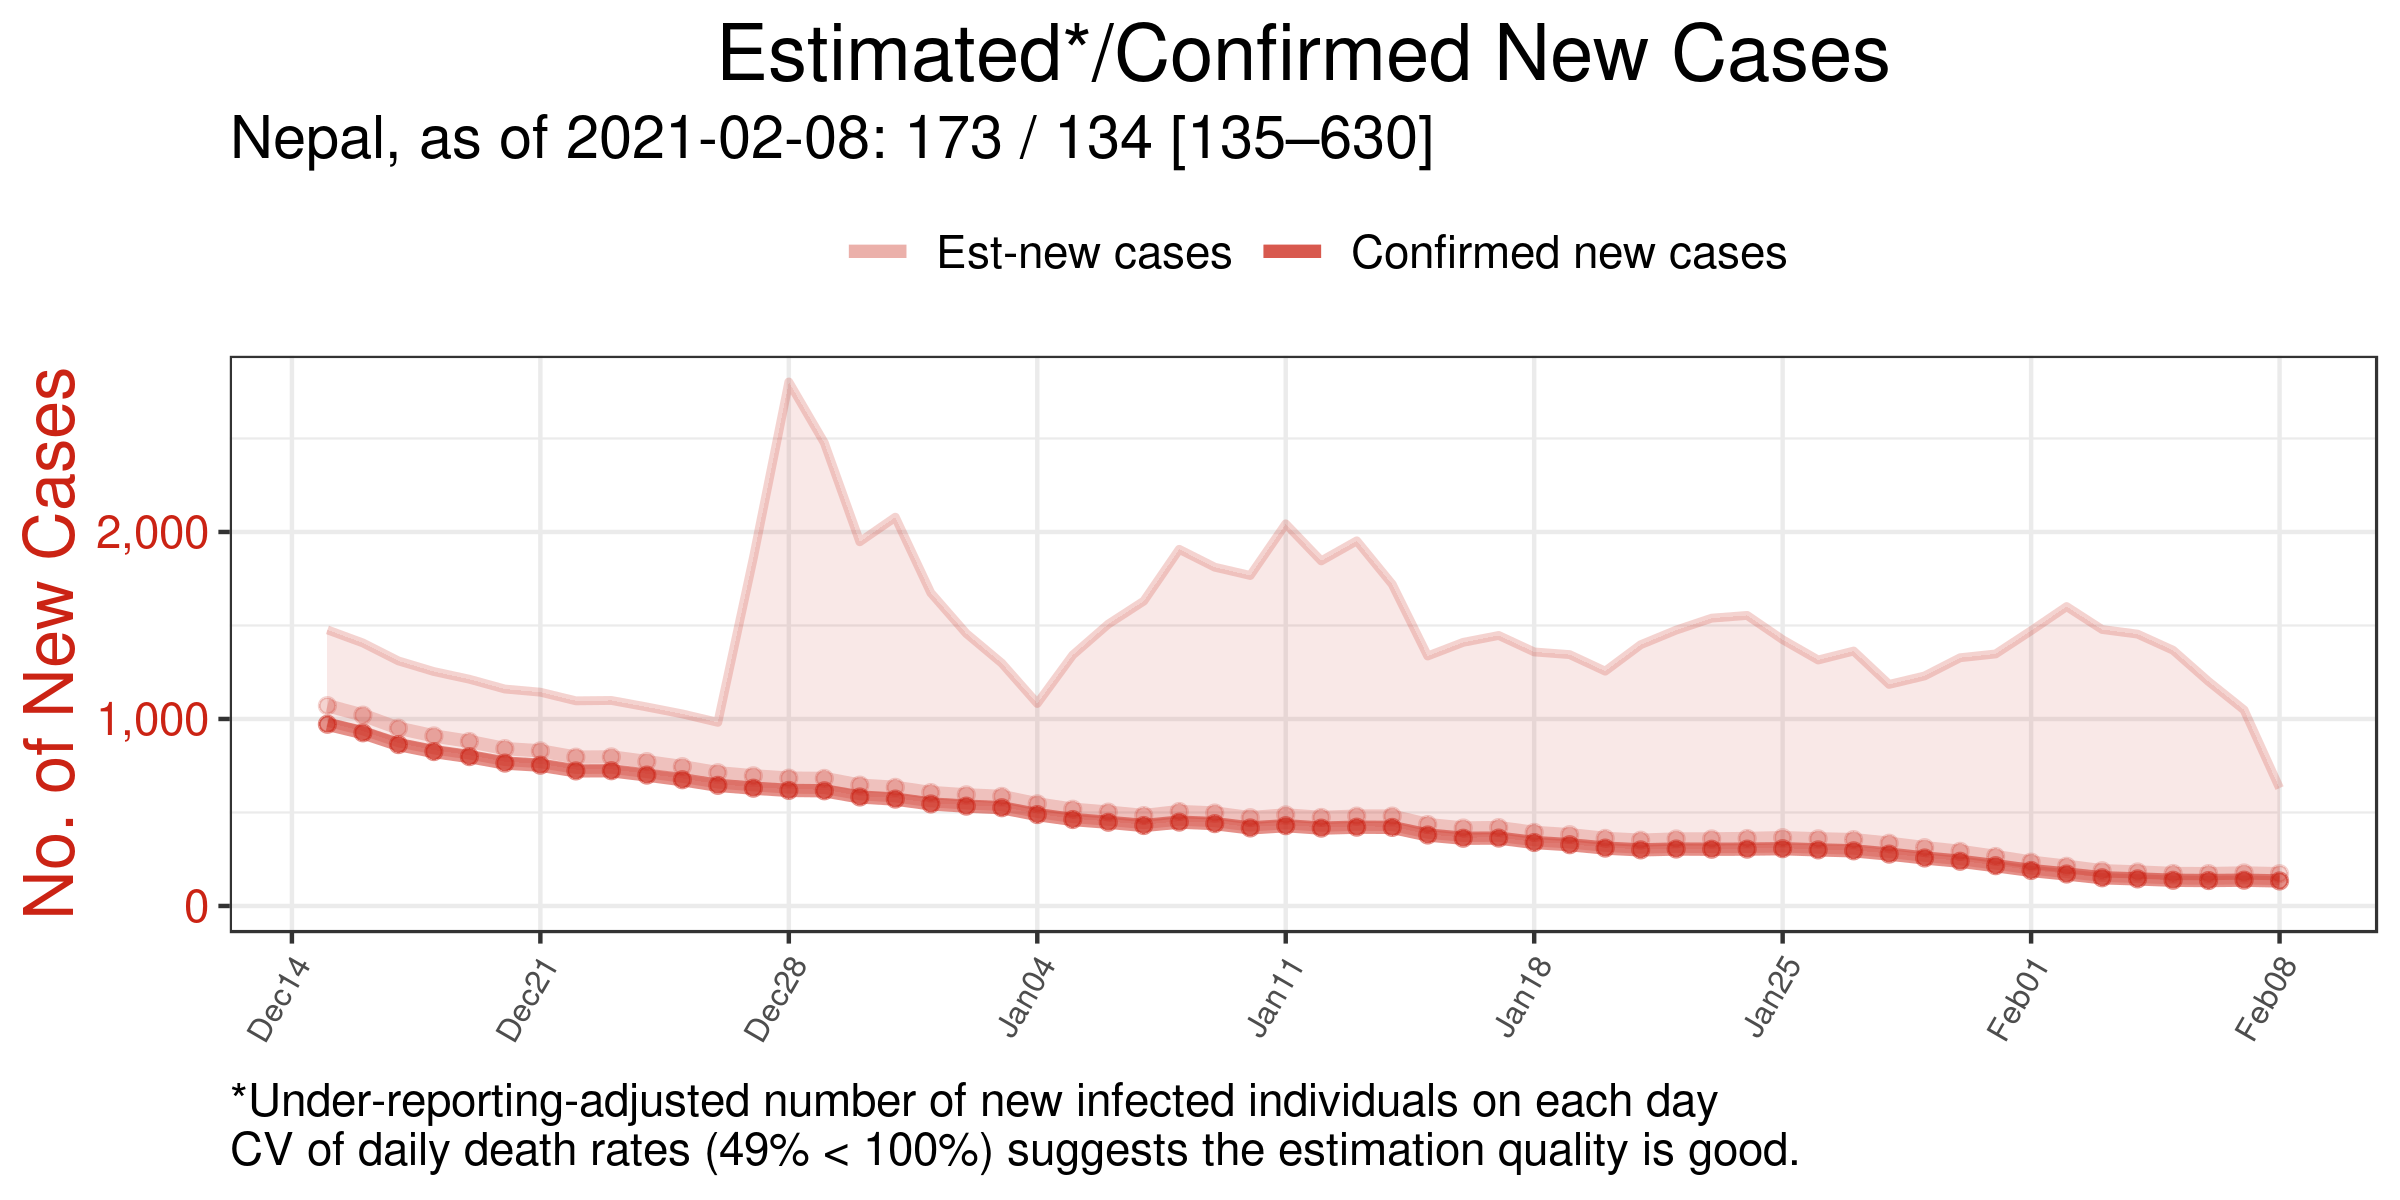 Estimated*/Confirmed New Cases
Nepal, as of 2021-02-08: 173 / 134 [135–630]
Est-new cases Confirmed new cases
No. of New Cases
2,000
1,000
0
Dec14 Dec21 Dec28 Jan04 Jan11 Jan18 Jan25 Feb01 Feb08
*Under-reporting-adjusted number of new infected individuals on each day
CV of daily death rates (49% < 100%) suggests the estimation quality is good.